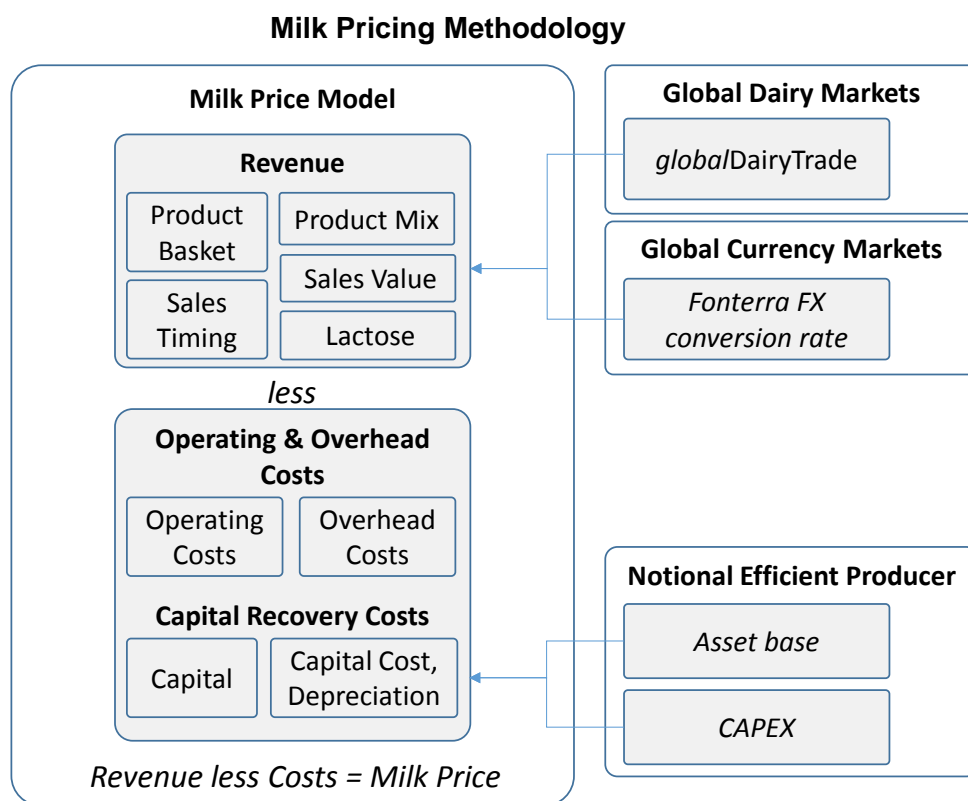 Milk Pricing Methodology
Milk Price Model
Revenue
Product
Basket
Product Mix
Sales Value
Sales
Timing
Lactose
less
Operating & Overhead
Costs
Operating
Costs
Overhead
Costs
Capital Recovery Costs
Capital
Capital Cost,
Depreciation
Revenue less Costs = Milk Price
Global Dairy Markets
globalDairyTrade
Global Currency Markets
Fonterra FX
conversion rate
Notional Efficient Producer
Asset base
CAPEX